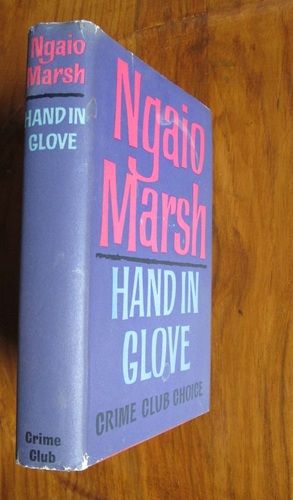 Ngaio
Marsh
HAND IN
GLOVE
Crime
Club
Ngaio
Marsh
HAND IN
GLOVE
CRIME CLUB CHOICE